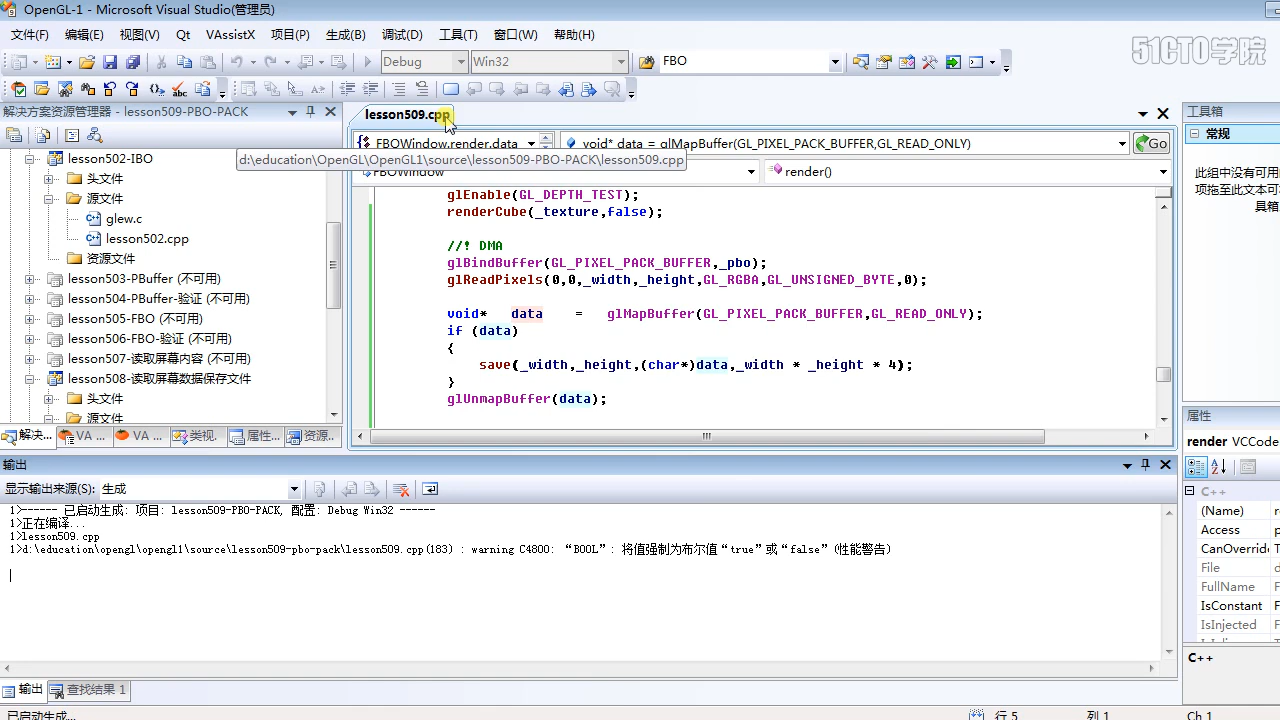 OpenGL-1 - Microsoft Visual Studio(管理员)
文件(F) 编辑(E) 视图(V) Qt VAssistX 项目(P) 生成(B) 调试(D) 工具(T) 窗口(W) 帮助(H)
Debug Win32 FBO
51CTO学院
解决方案资源管理器 - lesson509-PBO-PACK
lesson502-IBO
头文件
源文件
glew.c
lesson502.cpp
资源文件
lesson503-PBuffer (不可用)
lesson504-PBuffer-验证 (不可用)
lesson505-FBO (不可用)
lesson506-FBO-验证 (不可用)
lesson507-读取屏幕内容 (不可用)
lesson508-读取屏幕数据保存文件
头文件
源文件
解决... VA ... VA ... 类视... 属性... 资源...
lesson509.cpp
FBOWindow.render.data void* data = glMapBuffer(GL_PIXEL_PACK_BUFFER,GL_READ_ONLY) Go
d:\education\OpenGL\OpenGL1\source\lesson509-PBO-PACK\lesson509.cpp
FBOWindow render()
glEnable(GL_DEPTH_TEST);
renderCube(_texture,false);
//! DMA
glBindBuffer(GL_PIXEL_PACK_BUFFER,_pbo);
glReadPixels(0,0,_width,_height,GL_RGBA,GL_UNSIGNED_BYTE,0);
void* data = glMapBuffer(GL_PIXEL_PACK_BUFFER,GL_READ_ONLY);
if (data)
{
save(_width,_height,(char*)data,_width * _height * 4);
}
glUnmapBuffer(data);
工具箱
常规
此组中没有可用
项拖至此文本可
具箱
属性
render VCCode
C++
(Name) r
Access p
CanOverride T
File d
FullName F
IsConstant F
IsInjected F
C++
输出
显示输出来源(S): 生成
1>------ 已启动生成: 项目: lesson509-PBO-PACK, 配置: Debug Win32 ------
1>正在编译...
1>lesson509.cpp
1>d:\education\opengl\opengl1\source\lesson509-pbo-pack\lesson509.cpp(183) : warning C4800: “BOOL”: 将值强制为布尔值“true”或“false”(性能警告)
输出 查找结果 1
已启动生成... 行 5 列 1 Ch 1